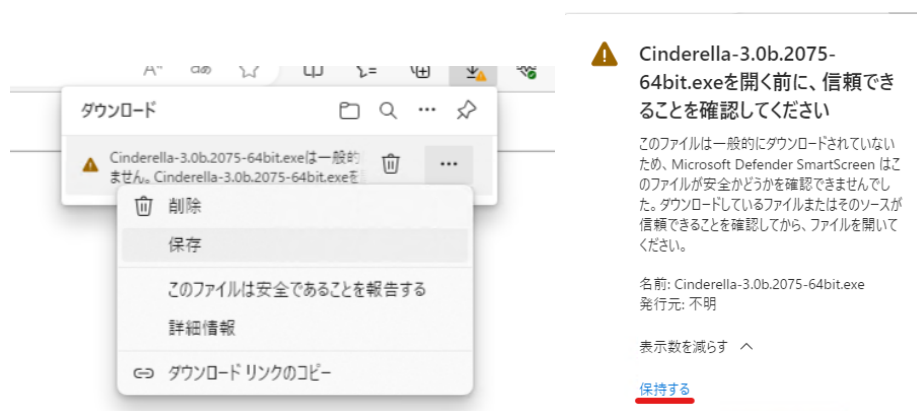 ダウンロード
Cinderella-3.0b.2075-64bit.exeは一般的
ません。Cinderella-3.0b.2075-64bit.exeを
削除
保存
このファイルは安全であることを報告する
詳細情報
ダウンロード リンクのコピー
Cinderella-3.0b.2075-
64bit.exeを開く前に、信頼でき
ることを確認してください
このファイルは一般的にダウンロードされていない
ため、Microsoft Defender SmartScreen はこ
のファイルが安全かどうかを確認できませんでし
た。ダウンロードしているファイルまたはそのソースが
信頼できることを確認してから、ファイルを開いて
ください。
名前: Cinderella-3.0b.2075-64bit.exe
発行元: 不明
表示数を減らす
保持する